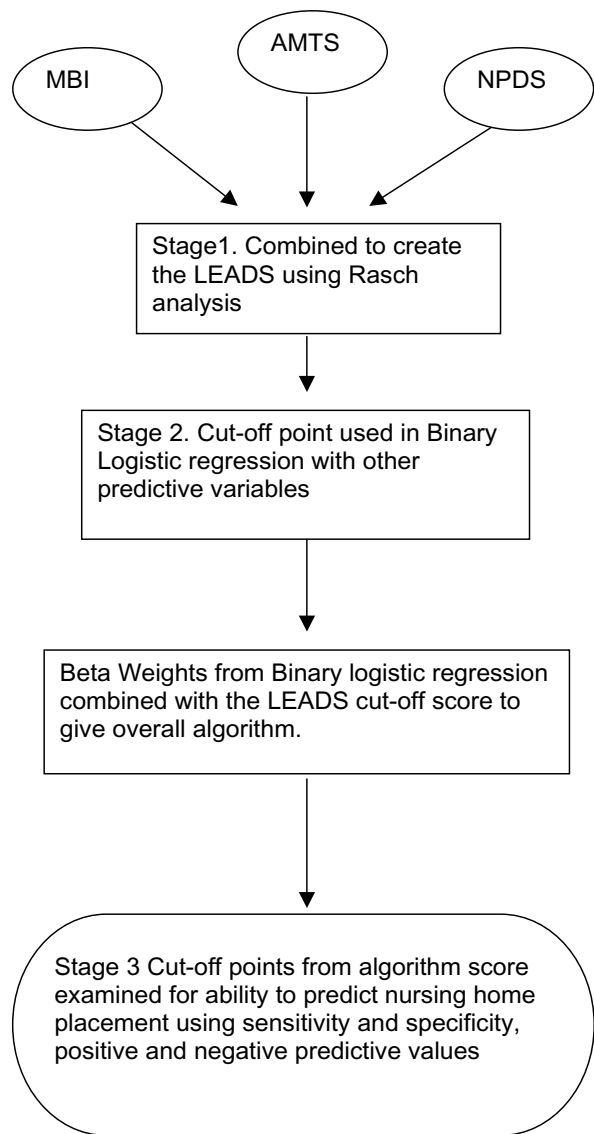 MBI
AMTS
NPDS
Stage1. Combined to create
the LEADS using Rasch
analysis
Stage 2. Cut-off point used in Binary
Logistic regression with other
predictive variables
Beta Weights from Binary logistic regression
combined with the LEADS cut-off score to
give overall algorithm.
Stage 3 Cut-off points from algorithm score
examined for ability to predict nursing home
placement using sensitivity and specificity,
positive and negative predictive values